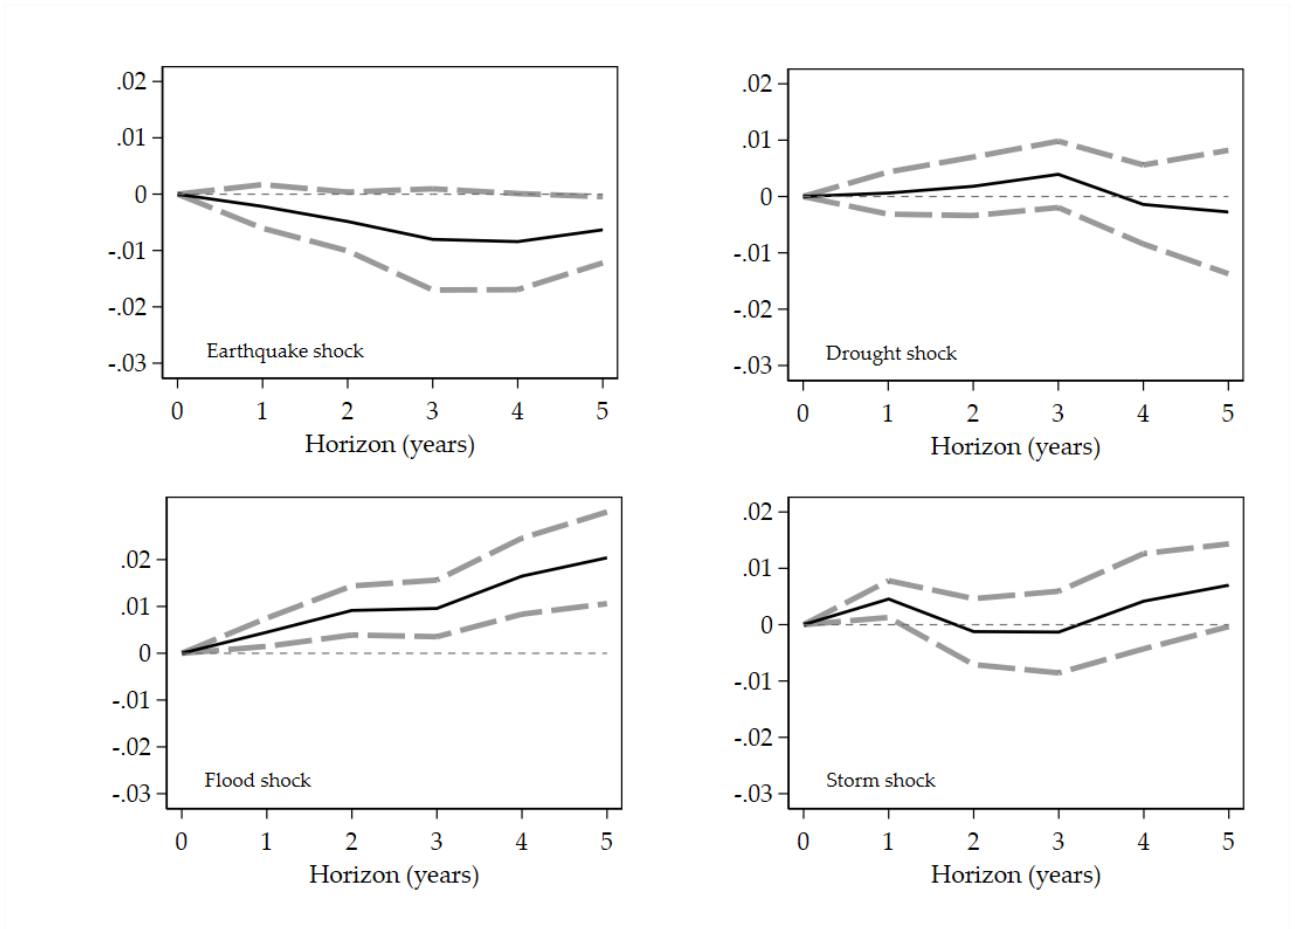 .02
.01
0
-.01
-.02
-.03
Earthquake shock
0 1 2 3 4 5
Horizon (years)
.02
.01
0
-.01
-.02
-.03
Drought shock
0 1 2 3 4 5
Horizon (years)
.02
.01
0
-.01
-.02
-.03
Flood shock
0 1 2 3 4 5
Horizon (years)
.02
.01
0
-.01
-.02
-.03
Storm shock
0 1 2 3 4 5
Horizon (years)